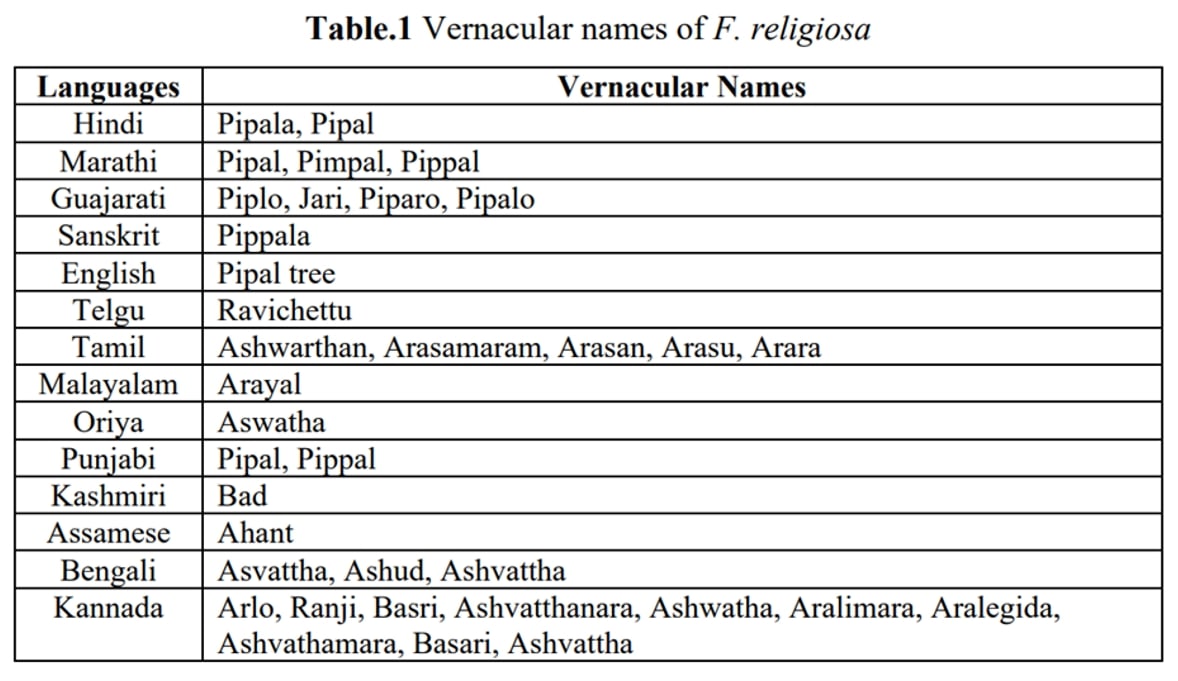 Table.1 Vernacular names of F. religiosa
Languages Vernacular Names
Hindi Pipala, Pipal
Marathi Pipal, Pimpal, Pippal
Guajarati Piplo, Jari, Piparo, Pipalo
Sanskrit Pippala
English Pipal tree
Telgu Ravichettu
Tamil Ashwarthan, Arasamaram, Arasan, Arasu, Arara
Malayalam Arayal
Oriya Aswatha
Punjabi Pipal, Pippal
Kashmiri Bad
Assamese Ahant
Bengali Asvattha, Ashud, Ashvattha
Kannada Arlo, Ranji, Basri, Ashvatthanara, Ashwatha, Aralimara, Aralegida,
Ashvathamara, Basari, Ashvattha